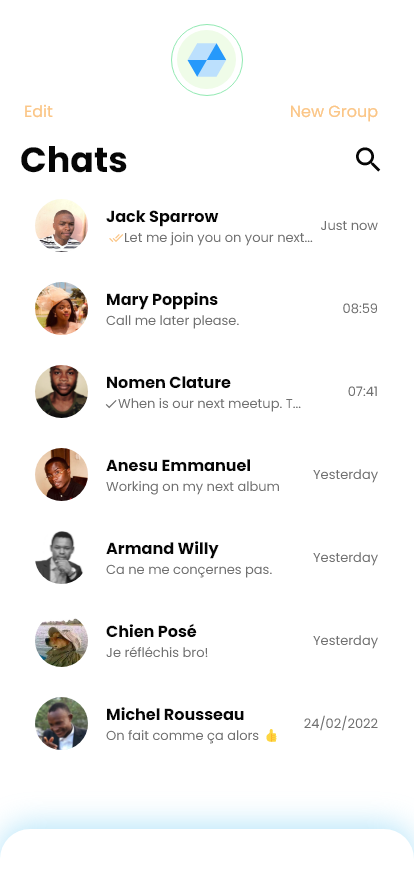 Edit
New Group
Chats
Jack Sparrow
Let me join you on your next...
Just now
Mary Poppins
Call me later please.
08:59
Nomen Clature
When is our next meetup. T...
07:41
Anesu Emmanuel
Working on my next album
Yesterday
Armand Willy
Ca ne me conçernes pas.
Yesterday
Chien Posé
Je réfléchis bro!
Yesterday
Michel Rousseau
On fait comme ça alors 👍
24/02/2022